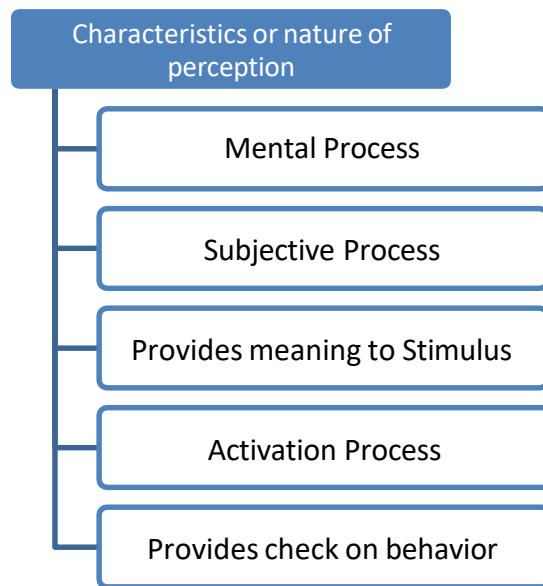 Characteristics or nature of
perception
Mental Process
Subjective Process
Provides meaning to Stimulus
Activation Process
Provides check on behavior